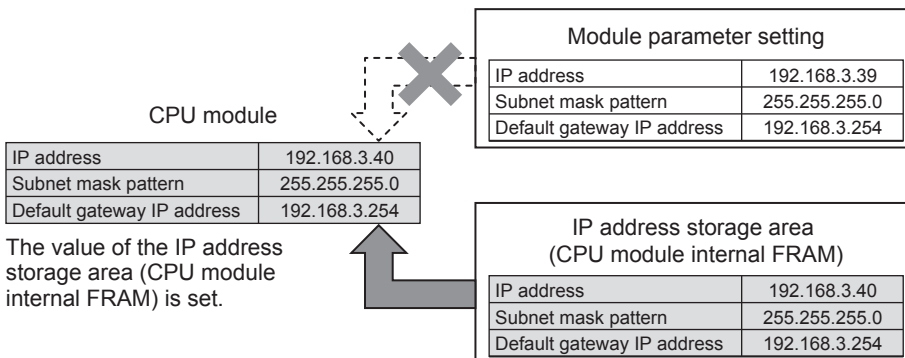 Module parameter setting
IP address 192.168.3.39
Subnet mask pattern 255.255.255.0
Default gateway IP address 192.168.3.254
CPU module
IP address 192.168.3.40
Subnet mask pattern 255.255.255.0
Default gateway IP address 192.168.3.254
The value of the IP address
storage area (CPU module
internal FRAM) is set.
IP address storage area
(CPU module internal FRAM)
IP address 192.168.3.40
Subnet mask pattern 255.255.255.0
Default gateway IP address 192.168.3.254